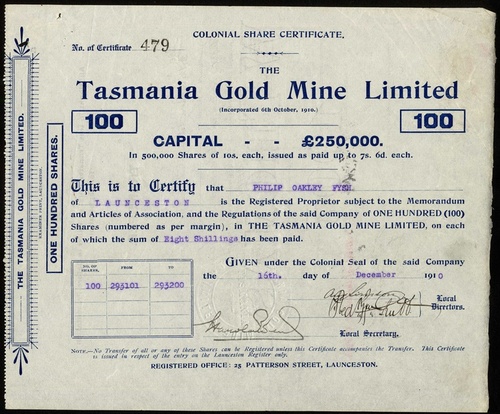 COLONIAL SHARE CERTIFICATE.
No. of Certificate 479
THE
Tasmania Gold Mine Limited
(Incorporated 6th October, 1910.)
100 100
CAPITAL - - £250,000.
In 500,000 Shares of 10s. each, issued as paid up to 7s. 6d. each.
This is to Certify that PHILIP OAKLEY FYSH.
of LAUNCESTON is the Registered Proprietor subject to the Memorandum
and Articles of Association, and the Regulations of the said Company of ONE HUNDRED (100)
Shares (numbered as per margin), in THE TASMANIA GOLD MINE LIMITED, on each
of which the sum of Eight Shillings has been paid.
GIVEN under the Colonial Seal of the said Company
the 16th. day of December 1910
NO. OF SHARES. FROM TO
100 293101 293200
Local Directors.
Local Secretary.
NOTE.—No Transfer of all or any of these Shares can be Registered unless this Certificate accompanies the Transfer. This Certificate
is issued in respect of the entry on the Launceston Register only.
REGISTERED OFFICE: 25 PATTERSON STREET, LAUNCESTON.
THE TASMANIA GOLD MINE LIMITED.
ONE HUNDRED SHARES.